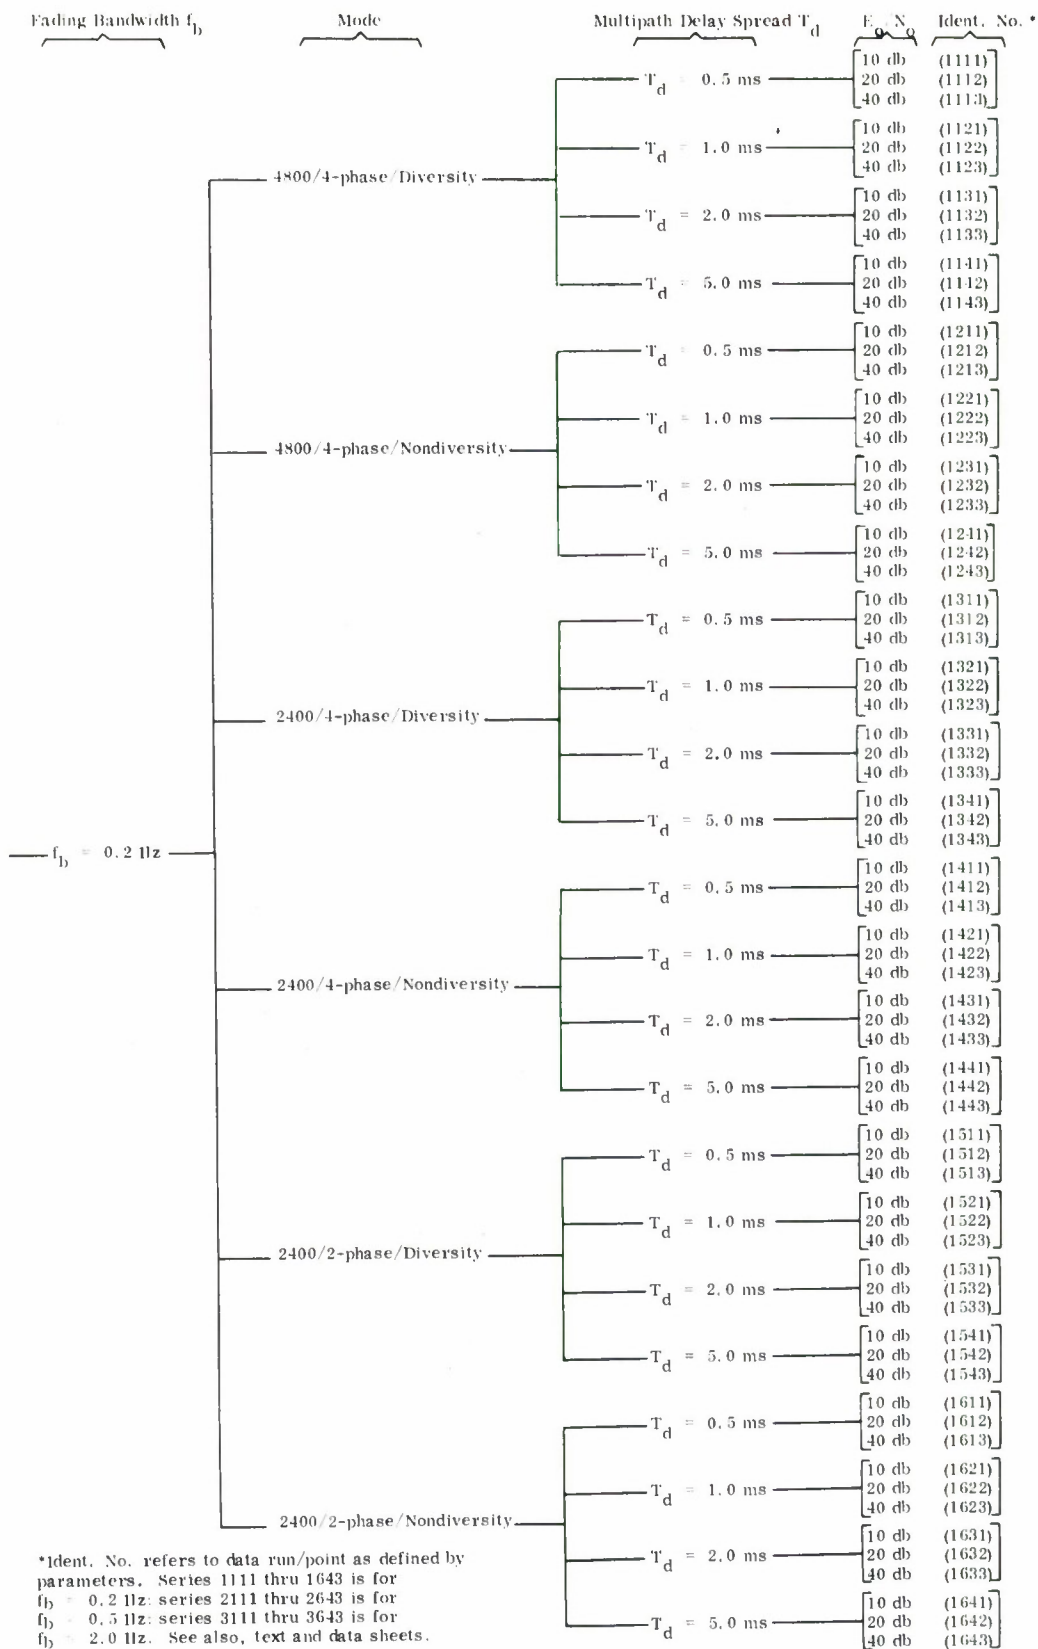 Fading Bandwidth f_b Mode Multipath Delay Spread T_d E_o N_o Ident. No. *
10 db (1111)
T_d = 0.5 ms 20 db (1112)
40 db (1113)
10 db (1121)
T_d = 1.0 ms 20 db (1122)
40 db (1123)
4800/4-phase/Diversity
10 db (1131)
T_d = 2.0 ms 20 db (1132)
40 db (1133)
10 db (1141)
T_d = 5.0 ms 20 db (1142)
40 db (1143)
10 db (1211)
T_d = 0.5 ms 20 db (1212)
40 db (1213)
10 db (1221)
T_d = 1.0 ms 20 db (1222)
40 db (1223)
4800/4-phase/Nondiversity
10 db (1231)
T_d = 2.0 ms 20 db (1232)
40 db (1233)
10 db (1241)
T_d = 5.0 ms 20 db (1242)
40 db (1243)
10 db (1311)
T_d = 0.5 ms 20 db (1312)
40 db (1313)
10 db (1321)
T_d = 1.0 ms 20 db (1322)
40 db (1323)
2400/4-phase/Diversity
10 db (1331)
T_d = 2.0 ms 20 db (1332)
40 db (1333)
10 db (1341)
T_d = 5.0 ms 20 db (1342)
40 db (1343)
f_b = 0.2 Hz
10 db (1411)
T_d = 0.5 ms 20 db (1412)
40 db (1413)
10 db (1421)
T_d = 1.0 ms 20 db (1422)
40 db (1423)
2400/4-phase/Nondiversity
10 db (1431)
T_d = 2.0 ms 20 db (1432)
40 db (1433)
10 db (1441)
T_d = 5.0 ms 20 db (1442)
40 db (1443)
10 db (1511)
T_d = 0.5 ms 20 db (1512)
40 db (1513)
10 db (1521)
T_d = 1.0 ms 20 db (1522)
40 db (1523)
2400/2-phase/Diversity
10 db (1531)
T_d = 2.0 ms 20 db (1532)
40 db (1533)
10 db (1541)
T_d = 5.0 ms 20 db (1542)
40 db (1543)
10 db (1611)
T_d = 0.5 ms 20 db (1612)
40 db (1613)
10 db (1621)
T_d = 1.0 ms 20 db (1622)
40 db (1623)
2400/2-phase/Nondiversity
10 db (1631)
T_d = 2.0 ms 20 db (1632)
40 db (1633)
10 db (1641)
T_d = 5.0 ms 20 db (1642)
40 db (1643)
*Ident. No. refers to data run/point as defined by
parameters. Series 1111 thru 1643 is for
f_b = 0.2 Hz; series 2111 thru 2643 is for
f_b = 0.5 Hz; series 3111 thru 3643 is for
f_b = 2.0 Hz. See also, text and data sheets.